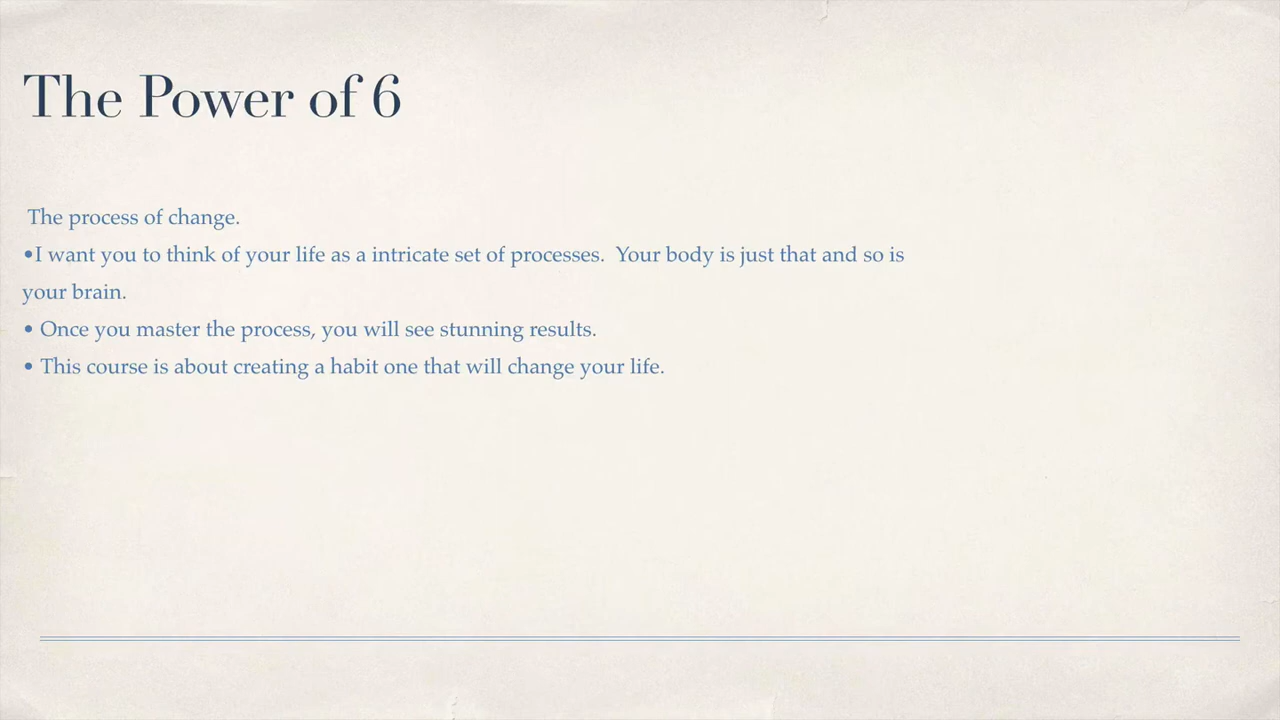 The Power of 6
The process of change.
•I want you to think of your life as a intricate set of processes.  Your body is just that and so is
your brain.
• Once you master the process, you will see stunning results.
• This course is about creating a habit one that will change your life.